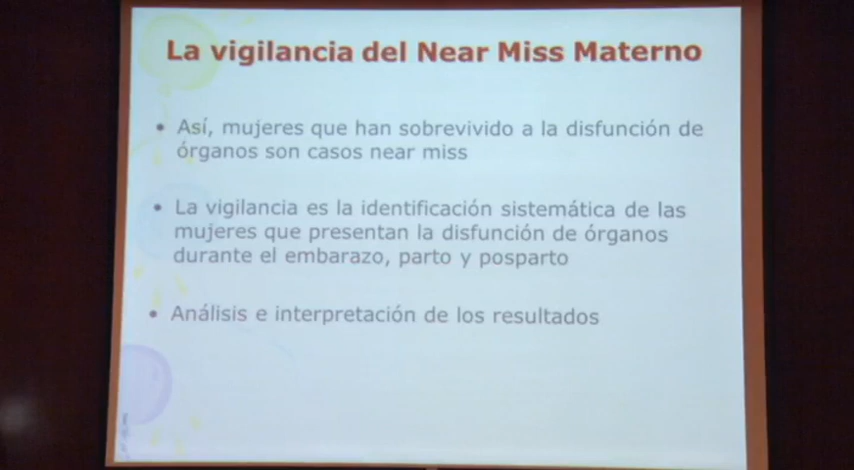 La vigilancia del Near Miss Materno
• Así, mujeres que han sobrevivido a la disfunción de
órganos son casos near miss
• La vigilancia es la identificación sistemática de las
mujeres que presentan la disfunción de órganos
durante el embarazo, parto y posparto
• Análisis e interpretación de los resultados